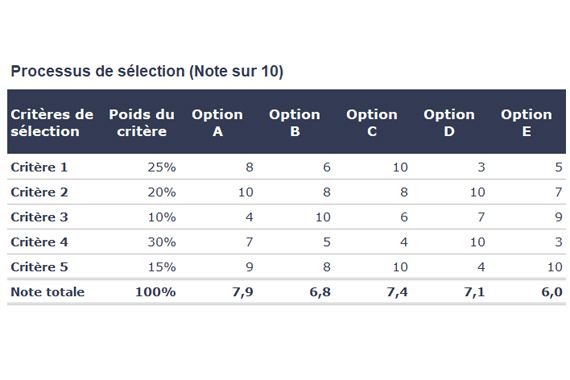 Processus de sélection (Note sur 10)
Critères de sélection Poids du critère Option A Option B Option C Option D Option E
Critère 1 25% 8 6 10 3 5
Critère 2 20% 10 8 8 10 7
Critère 3 10% 4 10 6 7 9
Critère 4 30% 7 5 4 10 3
Critère 5 15% 9 8 10 4 10
Note totale 100% 7,9 6,8 7,4 7,1 6,0